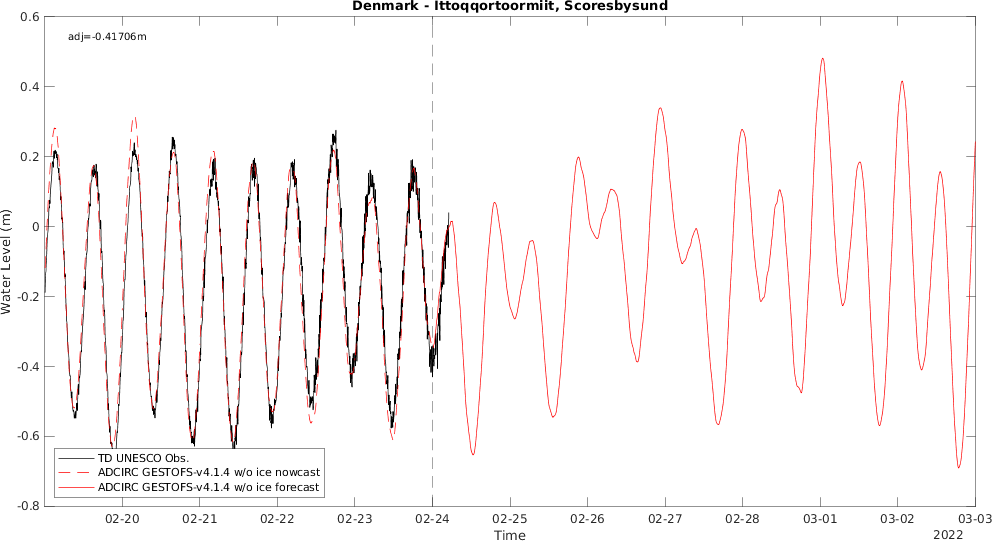 Denmark - Ittoqqortoormiit, Scoresbysund
adj=-0.41706m
0.6
0.4
0.2
0
-0.2
-0.4
-0.6
-0.8
Water Level (m)
TD UNESCO Obs.
ADCIRC GESTOFS-v4.1.4 w/o ice nowcast
ADCIRC GESTOFS-v4.1.4 w/o ice forecast
02-20 02-21 02-22 02-23 02-24 02-25 02-26 02-27 02-28 03-01 03-02 03-03
Time
2022